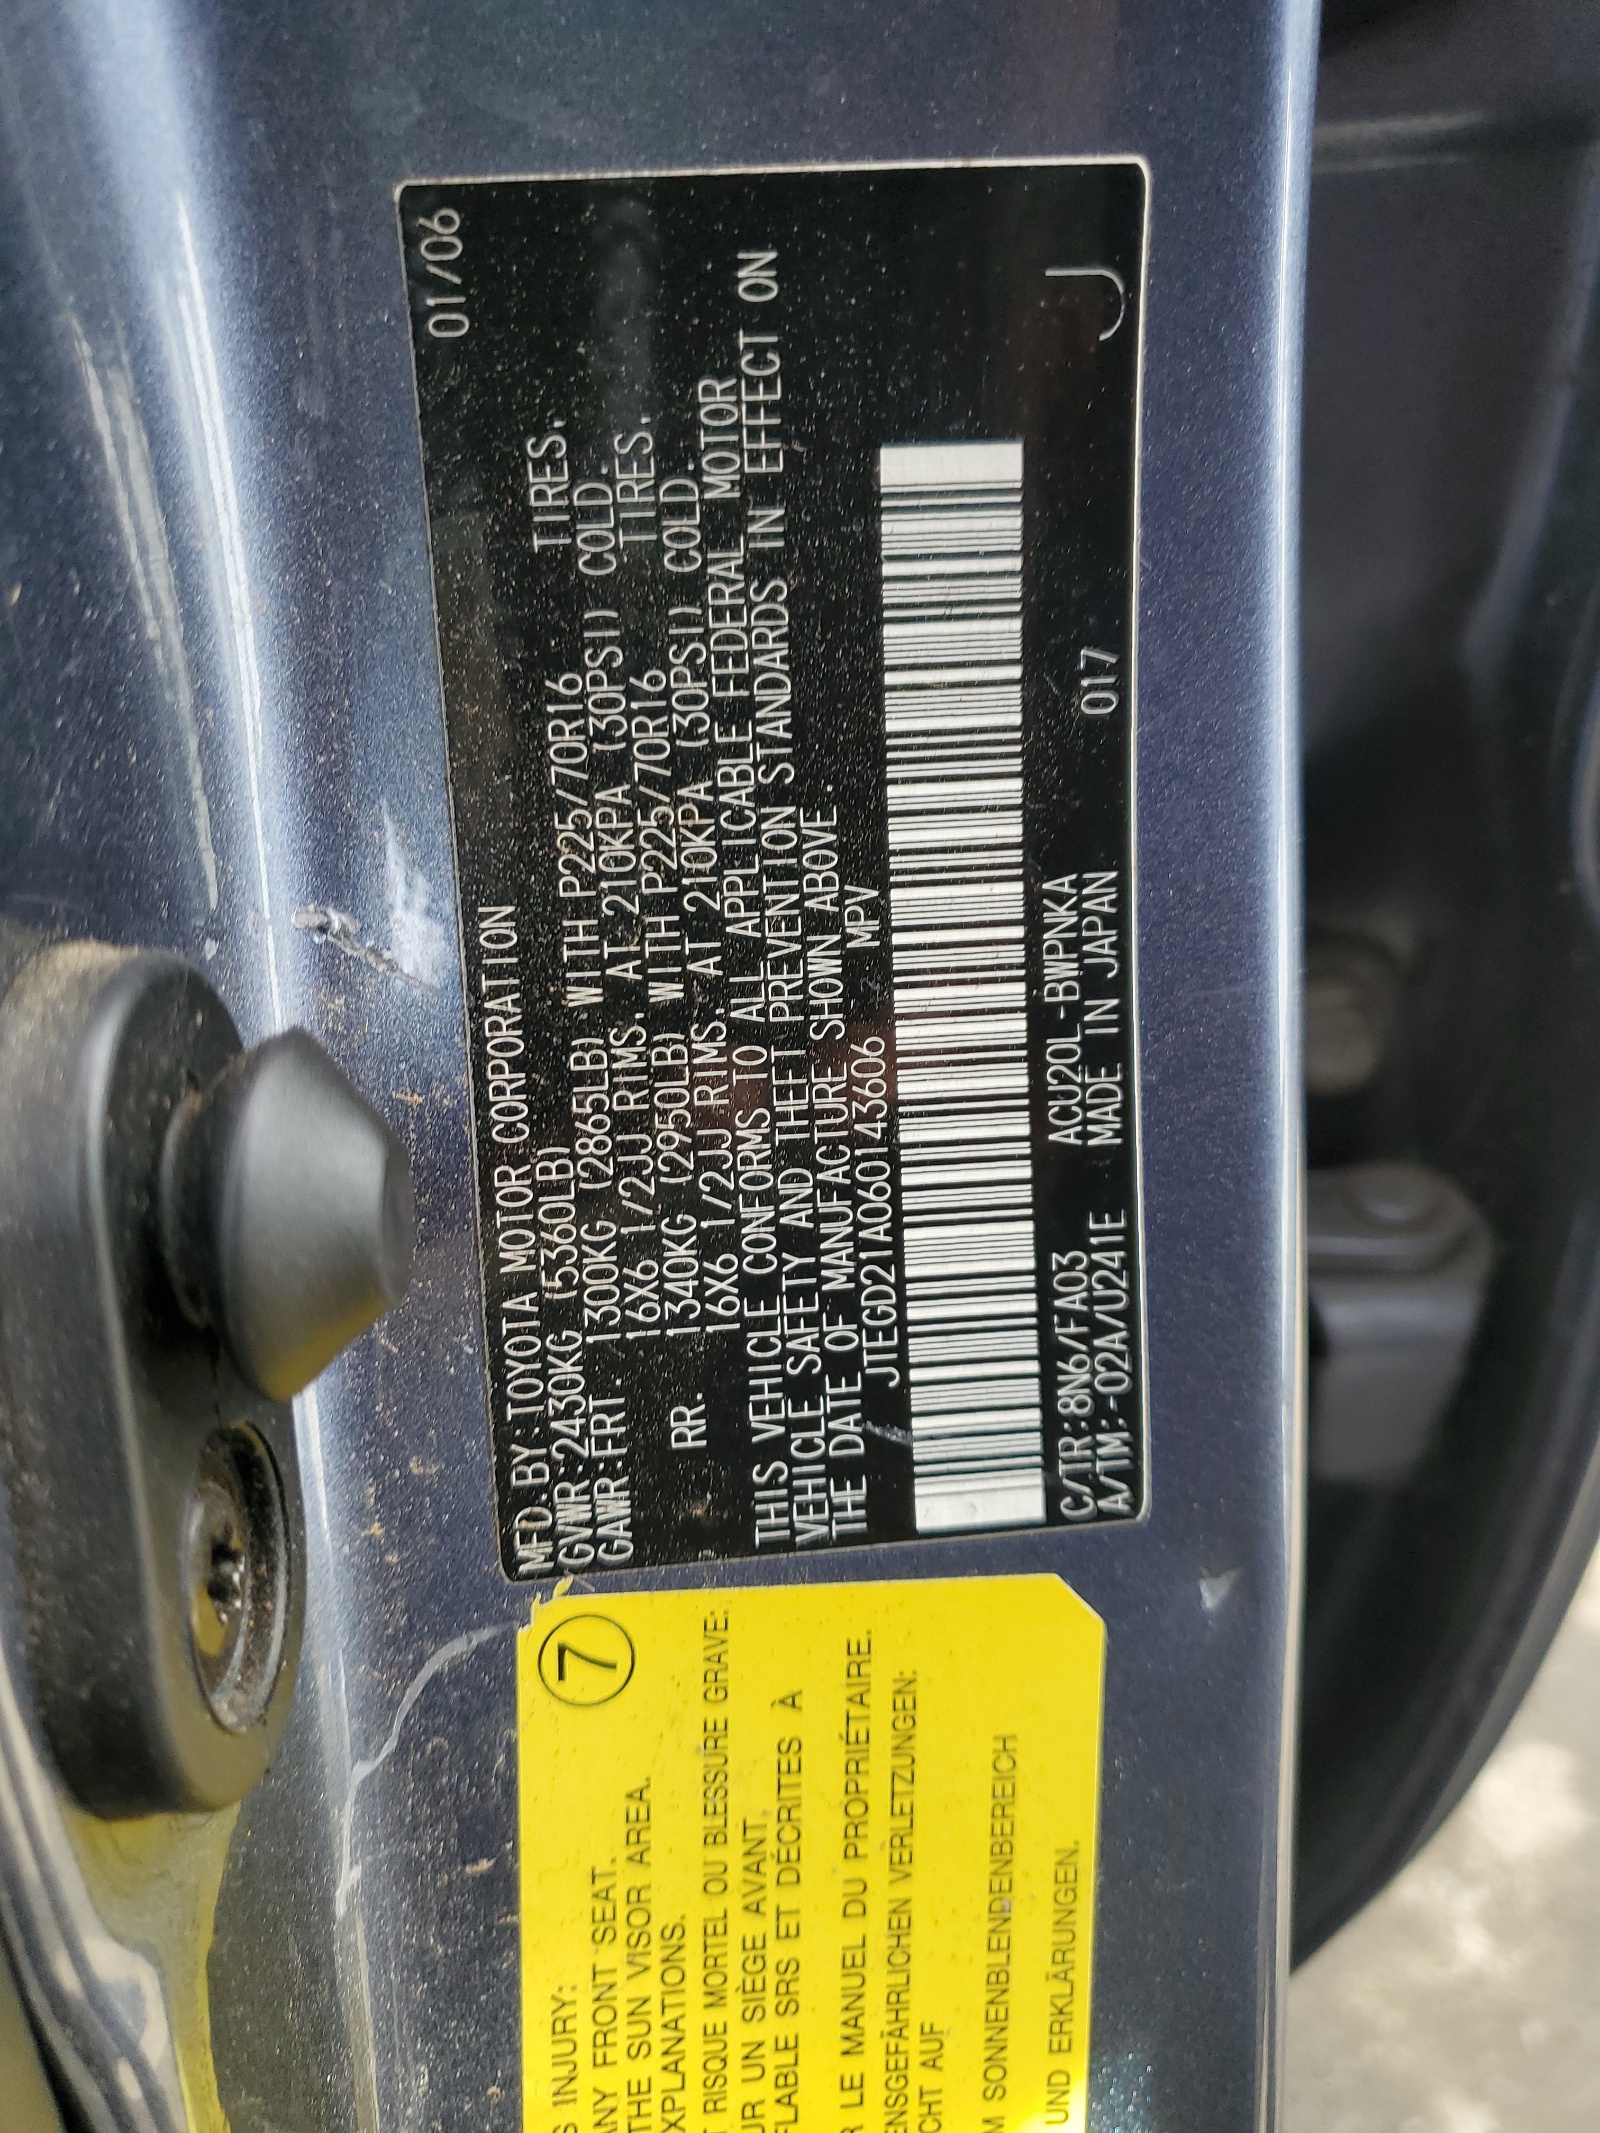 MFD.BY:TOYOTA MOTOR CORPORATION 01/06
GVWR:2430KG (5360LB)
GAWR:FRT. 1300KG (2865LB) WITH P225/70R16 TIRES.
16X6 1/2JJ RIMS. AT 210KPA (30PSI) COLD.
RR. 1340KG (2950LB) WITH P225/70R16 TIRES.
16X6 1/2JJ RIMS. AT 210KPA (30PSI) COLD.
THIS VEHICLE CONFORMS TO ALL APPLICABLE FEDERAL MOTOR
VEHICLE SAFETY AND THEFT PREVENTION STANDARDS IN EFFECT ON
THE DATE OF MANUFACTURE SHOWN ABOVE.
JTEGD21A060143606 MPV
C/TR:8N6/FA03 ACU20L-BWPNKA
A/TM:-02A/U241E MADE IN JAPAN 017 J
7
S INJURY:
ANY FRONT SEAT.
THE SUN VISOR AREA.
XPLANATIONS.
T RISQUE MORTEL OU BLESSURE GRAVE:
UR UN SIÈGE AVANT.
FLABLE SRS ET DÉCRITES À
R LE MANUEL DU PROPRIÉTAIRE.
ENSGEFÄHRLICHEN VERLETZUNGEN:
CHT AUF
M SONNENBLENDENBEREICH
UND ERKLÄRUNGEN.